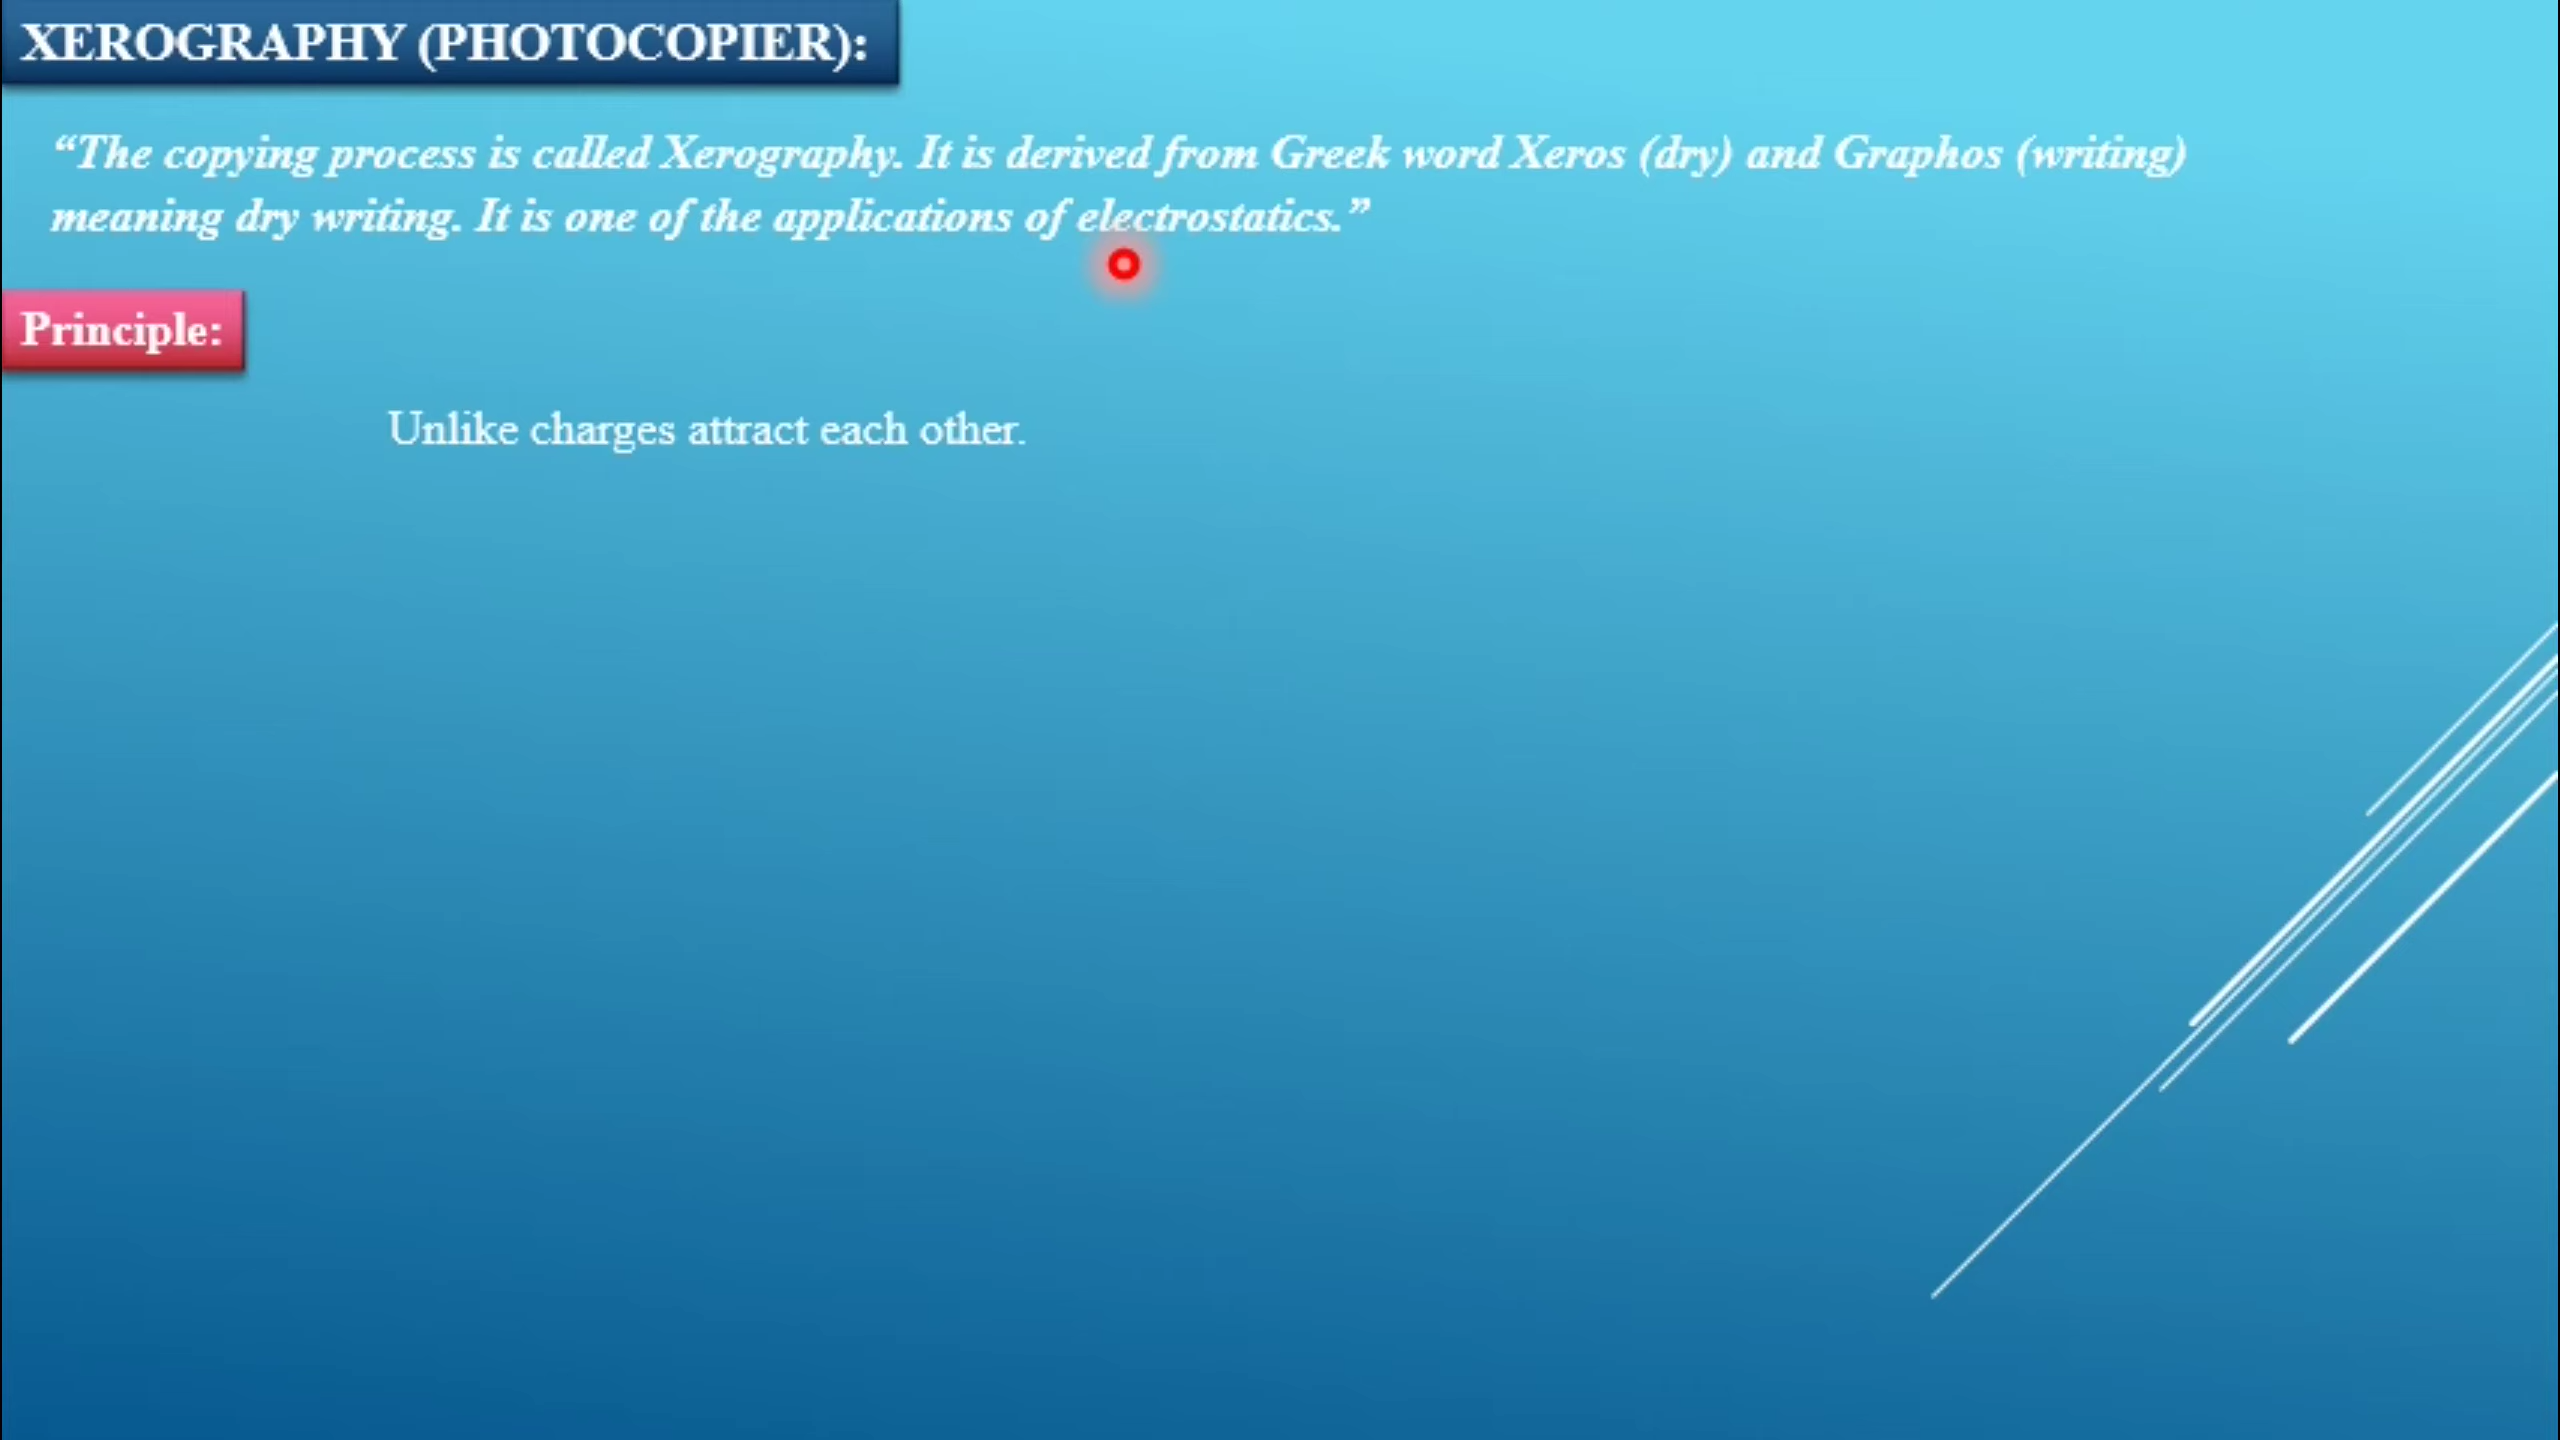 XEROGRAPHY (PHOTOCOPIER):
“The copying process is called Xerography. It is derived from Greek word Xeros (dry) and Graphos (writing)
meaning dry writing. It is one of the applications of electrostatics.”
Principle:
Unlike charges attract each other.